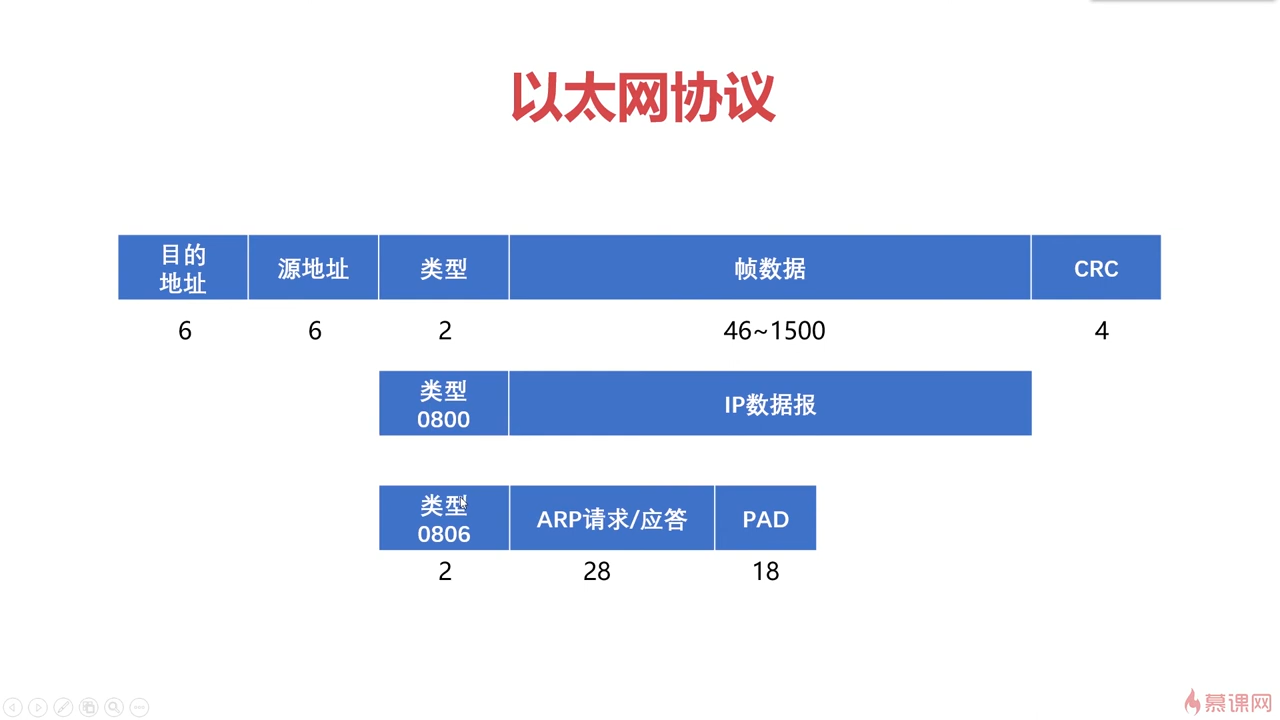 以太网协议
目的
地址
源地址
类型
帧数据
CRC
6
6
2
46~1500
4
类型
0800
IP数据报
类型
0806
ARP请求/应答
PAD
2
28
18
慕课网